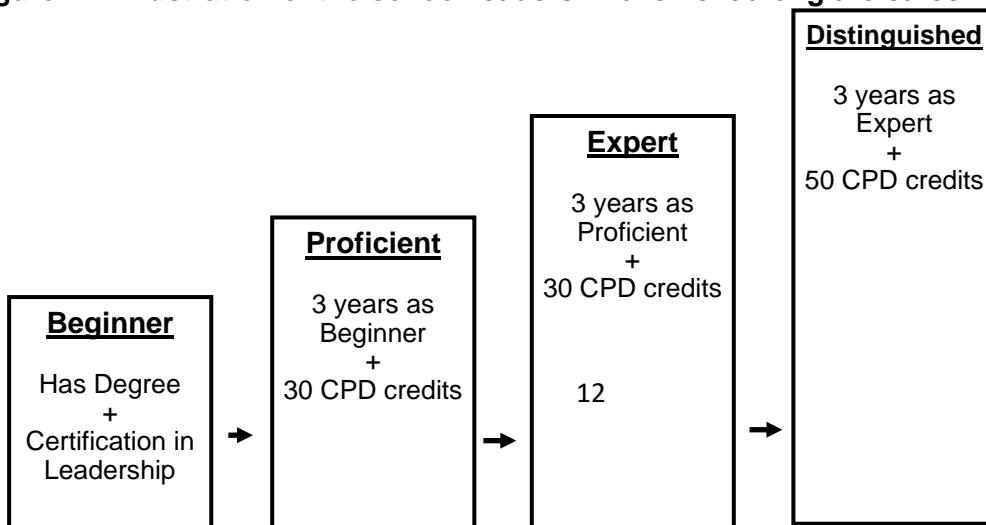 Beginner
Has Degree
+
Certification in
Leadership
Proficient
3 years as
Beginner
+
30 CPD credits
Expert
3 years as
Proficient
+
30 CPD credits
12
Distinguished
3 years as
Expert
+
50 CPD credits